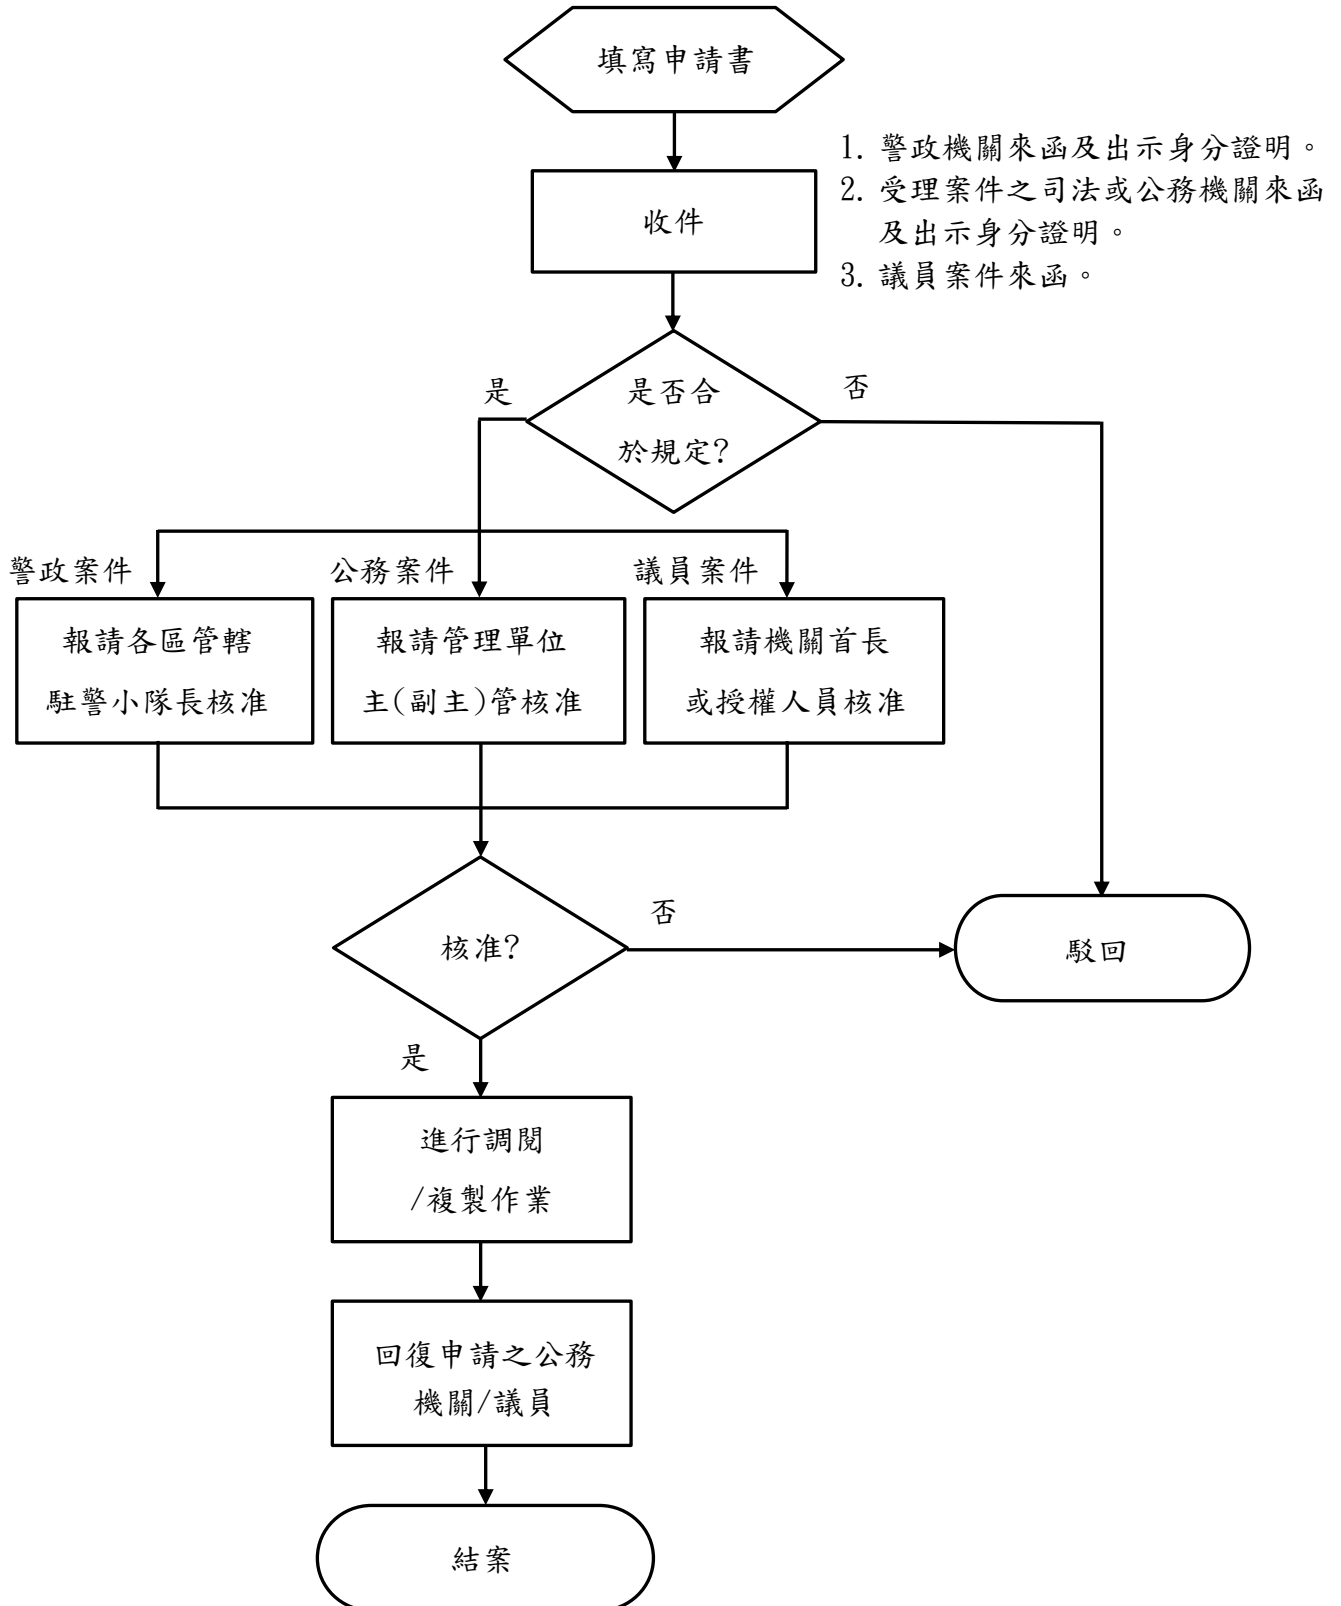 填寫申請書
1. 警政機關來函及出示身分證明。
2. 受理案件之司法或公務機關來函
及出示身分證明。
3. 議員案件來函。
收件
是
是否合
於規定?
否
警政案件
公務案件
議員案件
報請各區管轄
駐警小隊長核准
報請管理單位
主(副主)管核准
報請機關首長
或授權人員核准
核准?
否
駁回
是
進行調閱
/複製作業
回復申請之公務
機關/議員
結案